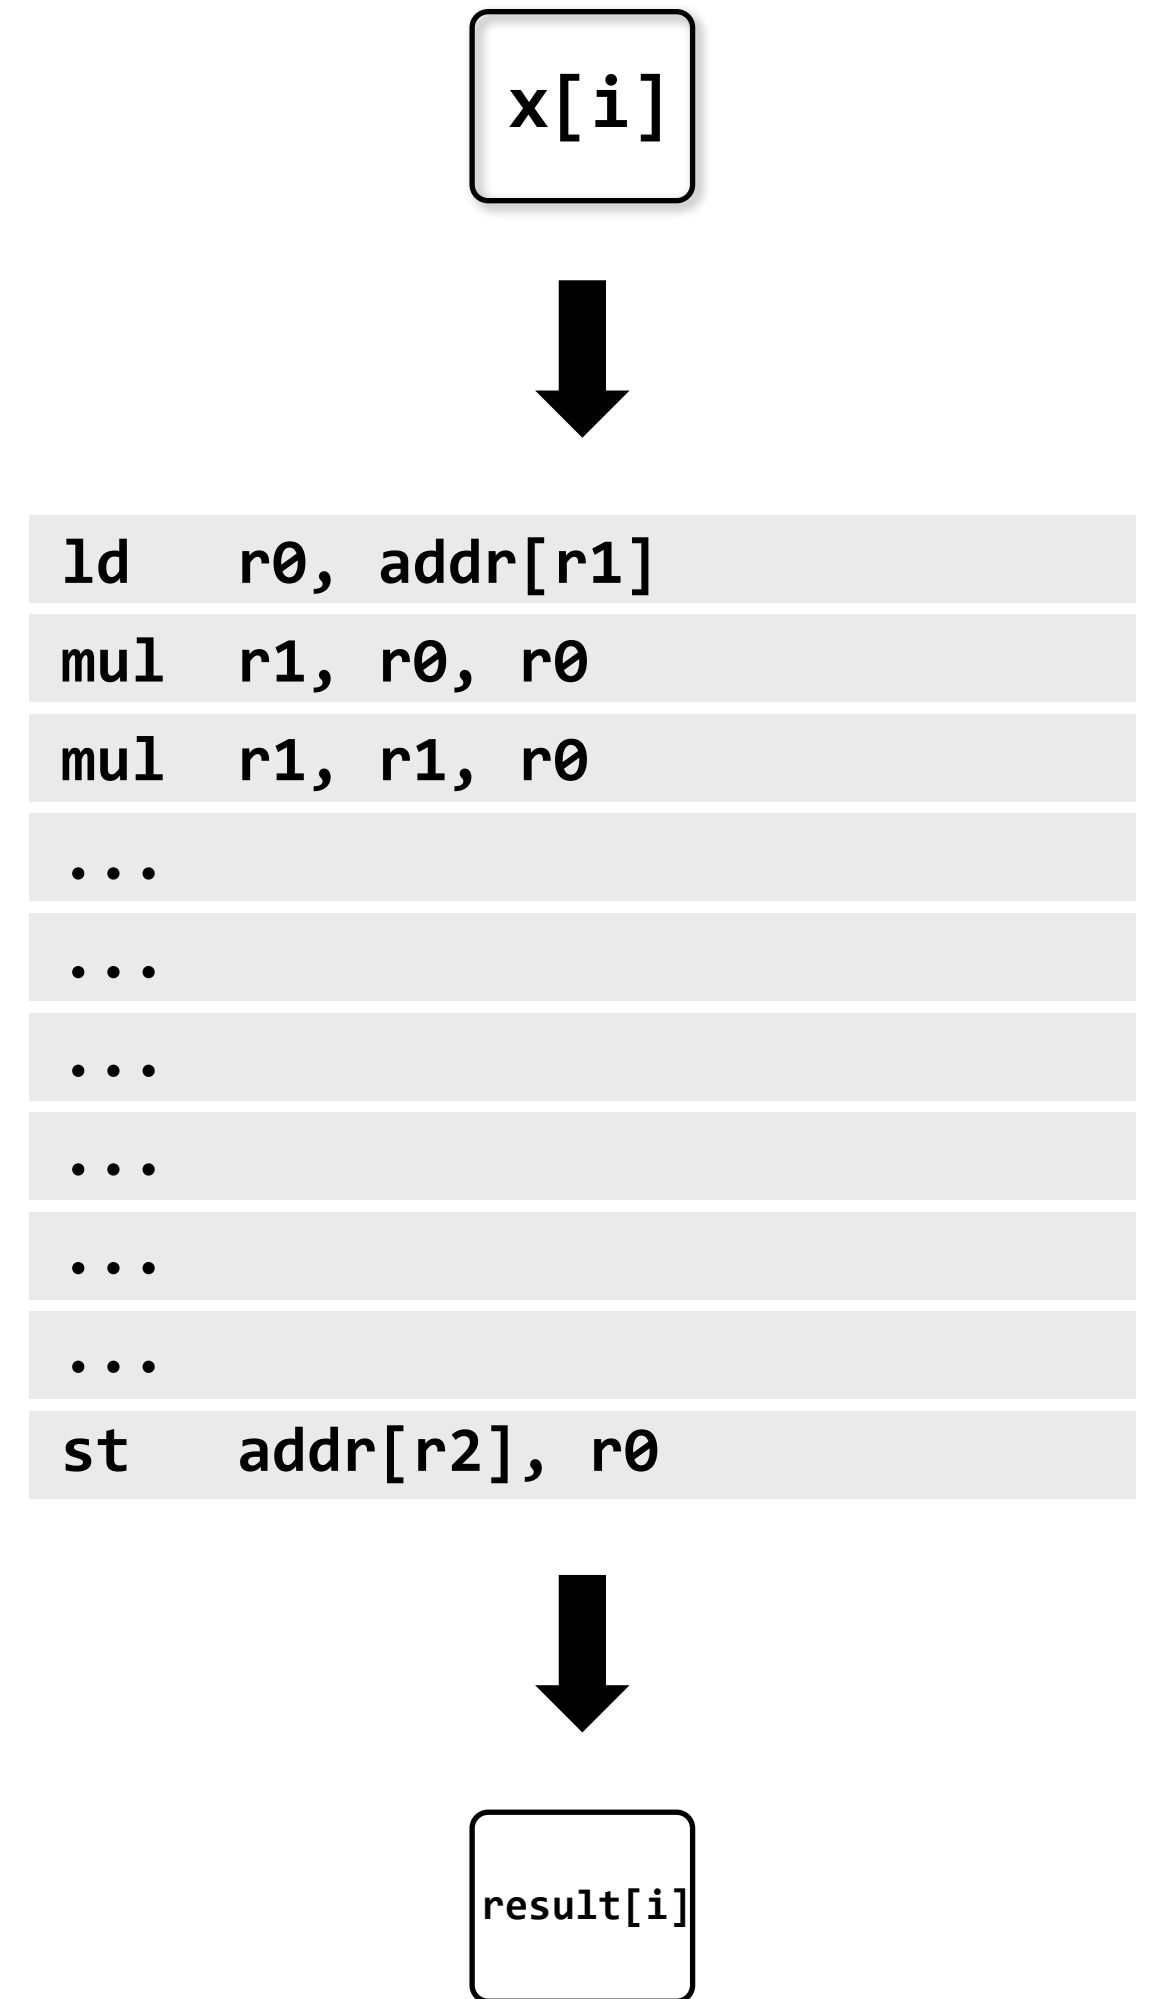 x[i]
ld r0, addr[r1]
mul r1, r0, r0
mul r1, r1, r0
...
...
...
...
...
...
st addr[r2], r0
result[i]